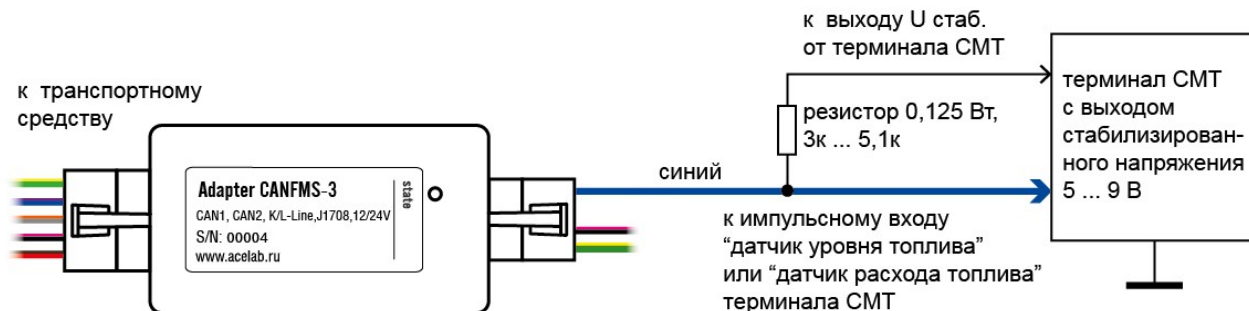 к транспортному
средству
Adapter CANFMS-3
CAN1, CAN2, K/L-Line,J1708,12/24V
S/N: 00004
www.acelab.ru
state
синий
к выходу U стаб.
от терминала СМТ
резистор 0,125 Вт,
3к ... 5,1к
к импульсному входу
“датчик уровня топлива”
или “датчик расхода топлива”
терминала СМТ
терминал СМТ
с выходом
стабилизирован-
ного напряжения
5 ... 9 В